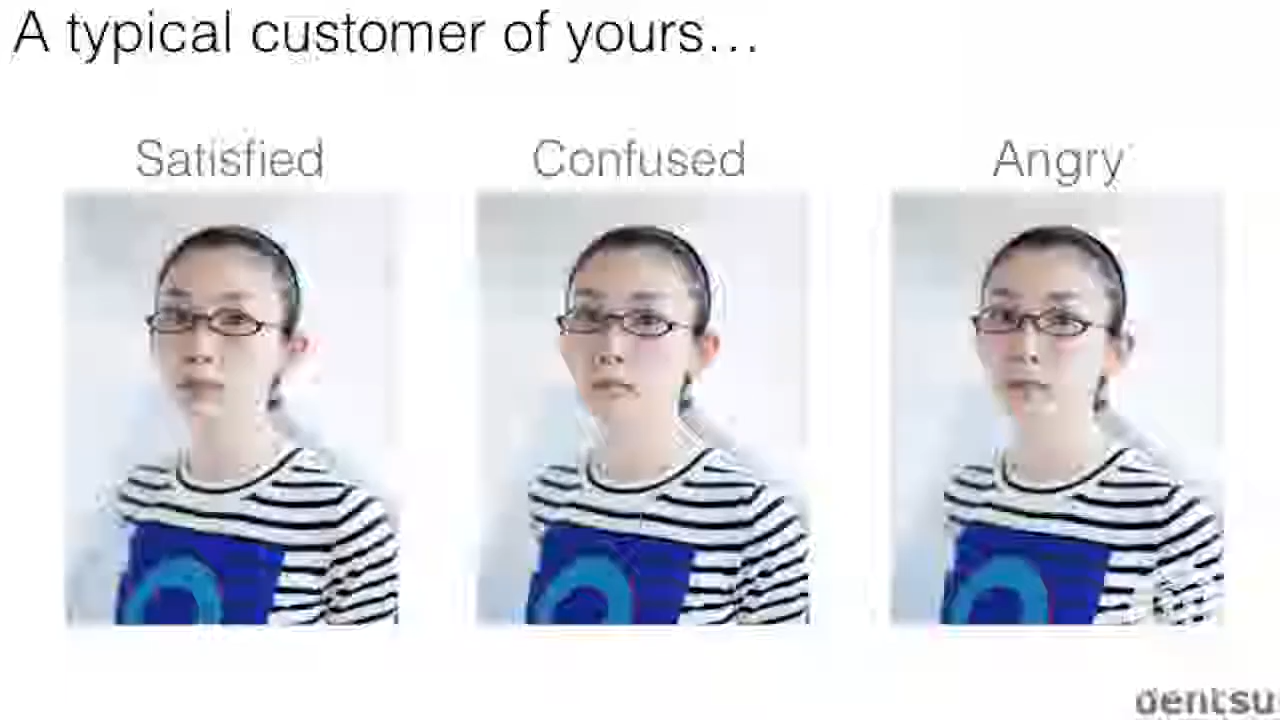 A typical customer of yours...
Satisfied
Confused
Angry
dentsu